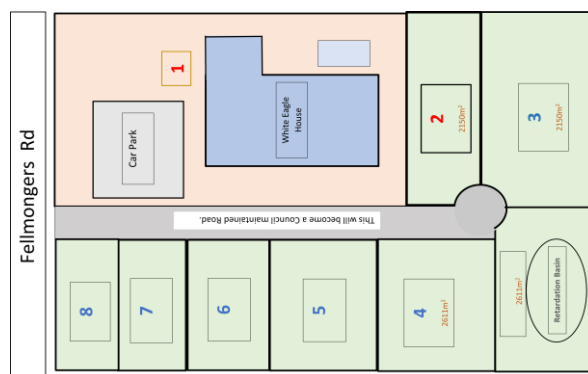 Fellmongers Rd
1
Car Park
White Eagle
House
2
2150m²
3
2150m²
This will become a Council maintained Road.
8
7
6
5
4
2611m²
2611m²
Retardation Basin